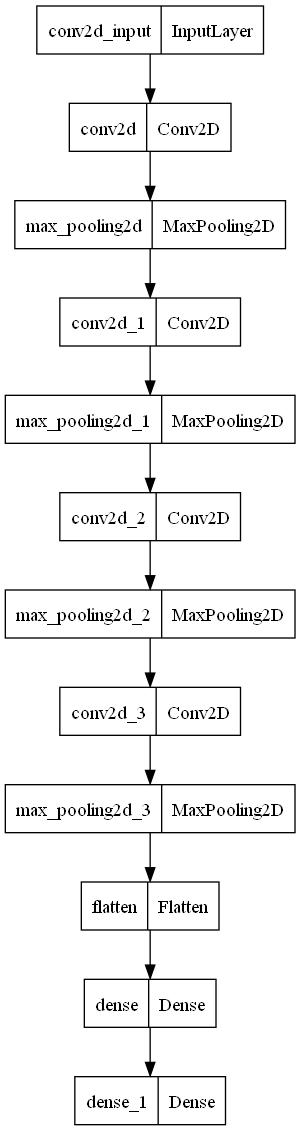 conv2d_input InputLayer
conv2d Conv2D
max_pooling2d MaxPooling2D
conv2d_1 Conv2D
max_pooling2d_1 MaxPooling2D
conv2d_2 Conv2D
max_pooling2d_2 MaxPooling2D
conv2d_3 Conv2D
max_pooling2d_3 MaxPooling2D
flatten Flatten
dense Dense
dense_1 Dense